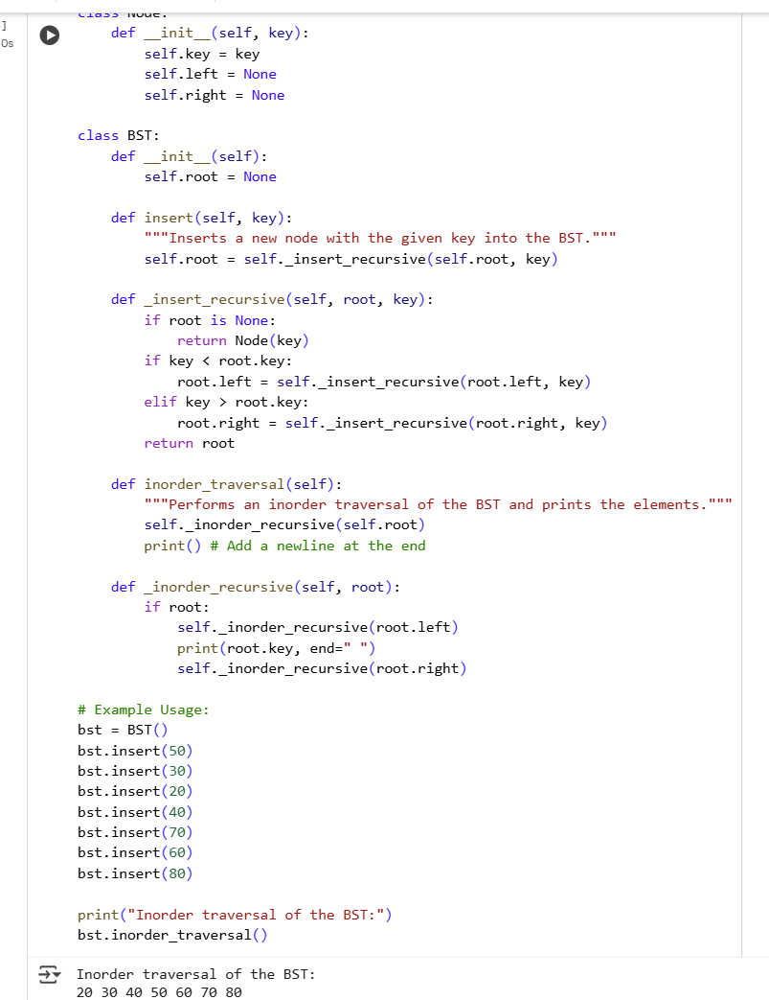 class Node:
    def __init__(self, key):
        self.key = key
        self.left = None
        self.right = None

class BST:
    def __init__(self):
        self.root = None

    def insert(self, key):
        """Inserts a new node with the given key into the BST."""
        self.root = self._insert_recursive(self.root, key)

    def _insert_recursive(self, root, key):
        if root is None:
            return Node(key)
        if key < root.key:
            root.left = self._insert_recursive(root.left, key)
        elif key > root.key:
            root.right = self._insert_recursive(root.right, key)
        return root

    def inorder_traversal(self):
        """Performs an inorder traversal of the BST and prints the elements."""
        self._inorder_recursive(self.root)
        print() # Add a newline at the end

    def _inorder_recursive(self, root):
        if root:
            self._inorder_recursive(root.left)
            print(root.key, end=" ")
            self._inorder_recursive(root.right)

# Example Usage:
bst = BST()
bst.insert(50)
bst.insert(30)
bst.insert(20)
bst.insert(40)
bst.insert(70)
bst.insert(60)
bst.insert(80)

print("Inorder traversal of the BST:")
bst.inorder_traversal()
Inorder traversal of the BST:
20 30 40 50 60 70 80